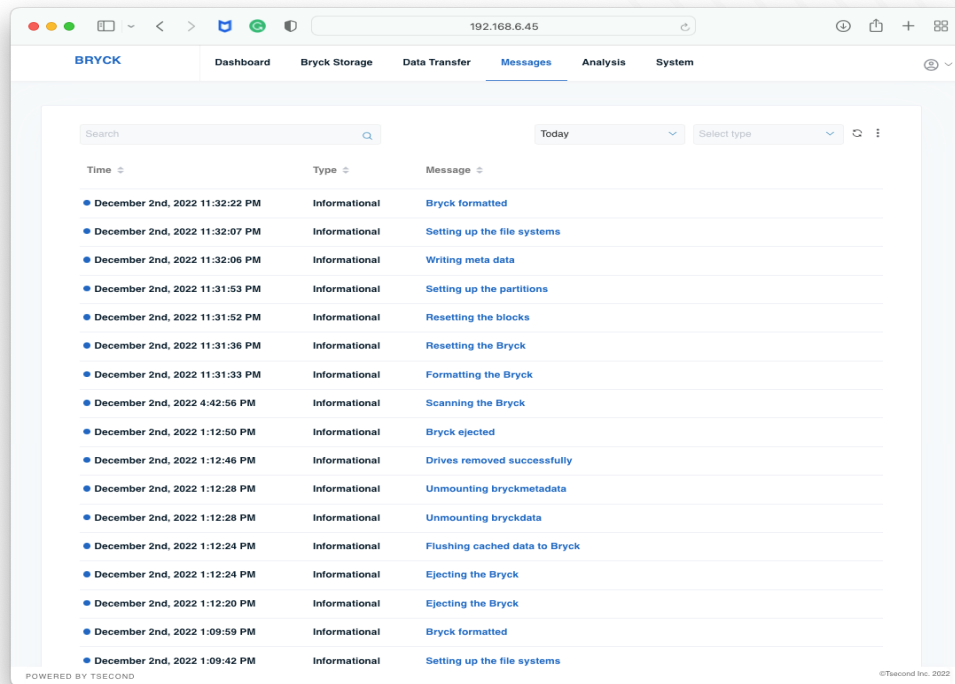 192.168.6.45
BRYCK Dashboard Bryck Storage Data Transfer Messages Analysis System
Search Today Select type
Time Type Message
December 2nd, 2022 11:32:22 PM Informational Bryck formatted
December 2nd, 2022 11:32:07 PM Informational Setting up the file systems
December 2nd, 2022 11:32:06 PM Informational Writing meta data
December 2nd, 2022 11:31:53 PM Informational Setting up the partitions
December 2nd, 2022 11:31:52 PM Informational Resetting the blocks
December 2nd, 2022 11:31:36 PM Informational Resetting the Bryck
December 2nd, 2022 11:31:33 PM Informational Formatting the Bryck
December 2nd, 2022 4:42:56 PM Informational Scanning the Bryck
December 2nd, 2022 1:12:50 PM Informational Bryck ejected
December 2nd, 2022 1:12:46 PM Informational Drives removed successfully
December 2nd, 2022 1:12:28 PM Informational Unmounting bryckmetadata
December 2nd, 2022 1:12:28 PM Informational Unmounting bryckdata
December 2nd, 2022 1:12:24 PM Informational Flushing cached data to Bryck
December 2nd, 2022 1:12:24 PM Informational Ejecting the Bryck
December 2nd, 2022 1:12:20 PM Informational Ejecting the Bryck
December 2nd, 2022 1:09:59 PM Informational Bryck formatted
December 2nd, 2022 1:09:42 PM Informational Setting up the file systems
POWERED BY TSECOND ©Tsecond Inc. 2022